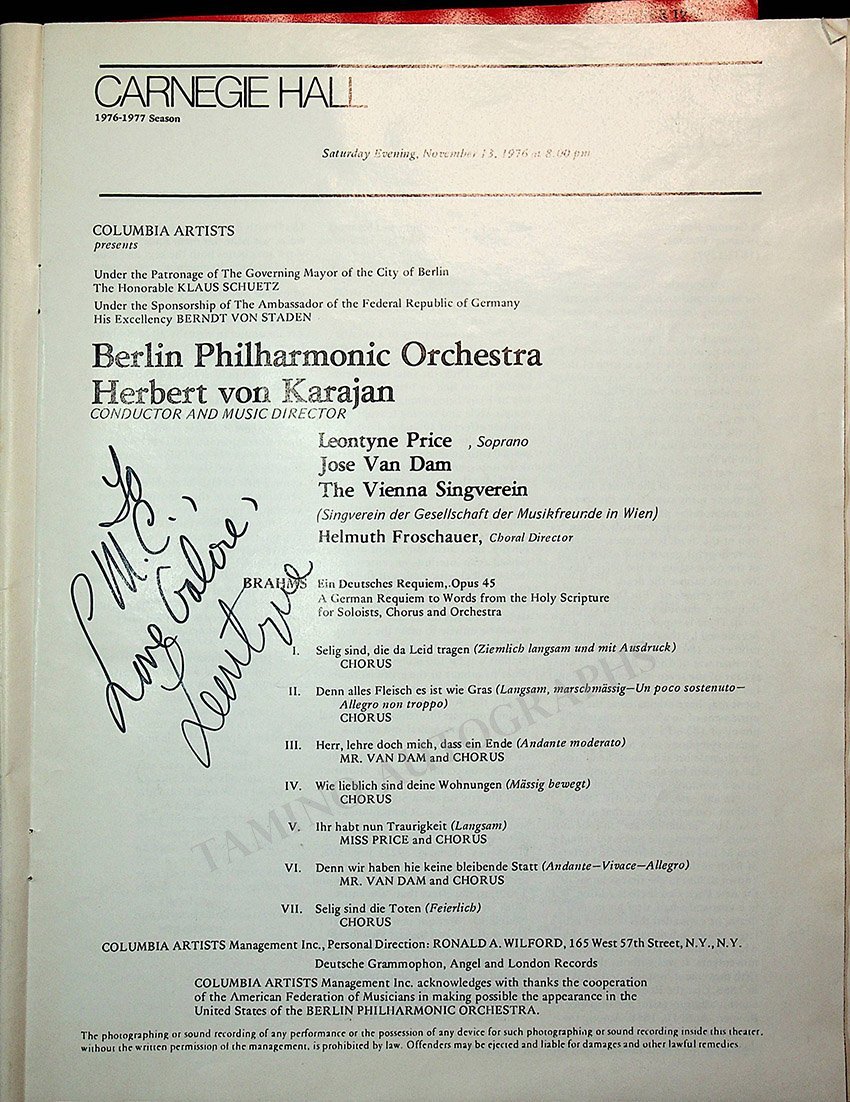 CARNEGIE HALL
1976-1977 Season
Saturday Evening, November 13, 1976 at 8:00 pm
COLUMBIA ARTISTS
presents
Under the Patronage of The Governing Mayor of the City of Berlin
The Honorable KLAUS SCHUETZ
Under the Sponsorship of The Ambassador of the Federal Republic of Germany
His Excellency BERNDT VON STADEN
Berlin Philharmonic Orchestra
Herbert von Karajan
CONDUCTOR AND MUSIC DIRECTOR
Leontyne Price , Soprano
Jose Van Dam
The Vienna Singverein
(Singverein der Gesellschaft der Musikfreunde in Wien)
Helmuth Froschauer, Choral Director
To
M.C.,
Love Galore,
Leontyne
BRAHMS Ein Deutsches Requiem, Opus 45
A German Requiem to Words from the Holy Scripture
for Soloists, Chorus and Orchestra
I. Selig sind, die da Leid tragen (Ziemlich langsam und mit Ausdruck)
CHORUS
II. Denn alles Fleisch es ist wie Gras (Langsam, marschmässig—Un poco sostenuto—
Allegro non troppo)
CHORUS
III. Herr, lehre doch mich, dass ein Ende (Andante moderato)
MR. VAN DAM and CHORUS
IV. Wie lieblich sind deine Wohnungen (Mässig bewegt)
CHORUS
V. Ihr habt nun Traurigkeit (Langsam)
MISS PRICE and CHORUS
VI. Denn wir haben hie keine bleibende Statt (Andante—Vivace—Allegro)
MR. VAN DAM and CHORUS
VII. Selig sind die Toten (Feierlich)
CHORUS
TAMINO AUTOGRAPHS
COLUMBIA ARTISTS Management Inc., Personal Direction: RONALD A. WILFORD, 165 West 57th Street, N.Y., N.Y.
Deutsche Grammophon, Angel and London Records
COLUMBIA ARTISTS Management Inc. acknowledges with thanks the cooperation
of the American Federation of Musicians in making possible the appearance in the
United States of the BERLIN PHILHARMONIC ORCHESTRA.
The photographing or sound recording of any performance or the possession of any device for such photographing or sound recording inside this theater,
without the written permission of the management, is prohibited by law. Offenders may be ejected and liable for damages and other lawful remedies.